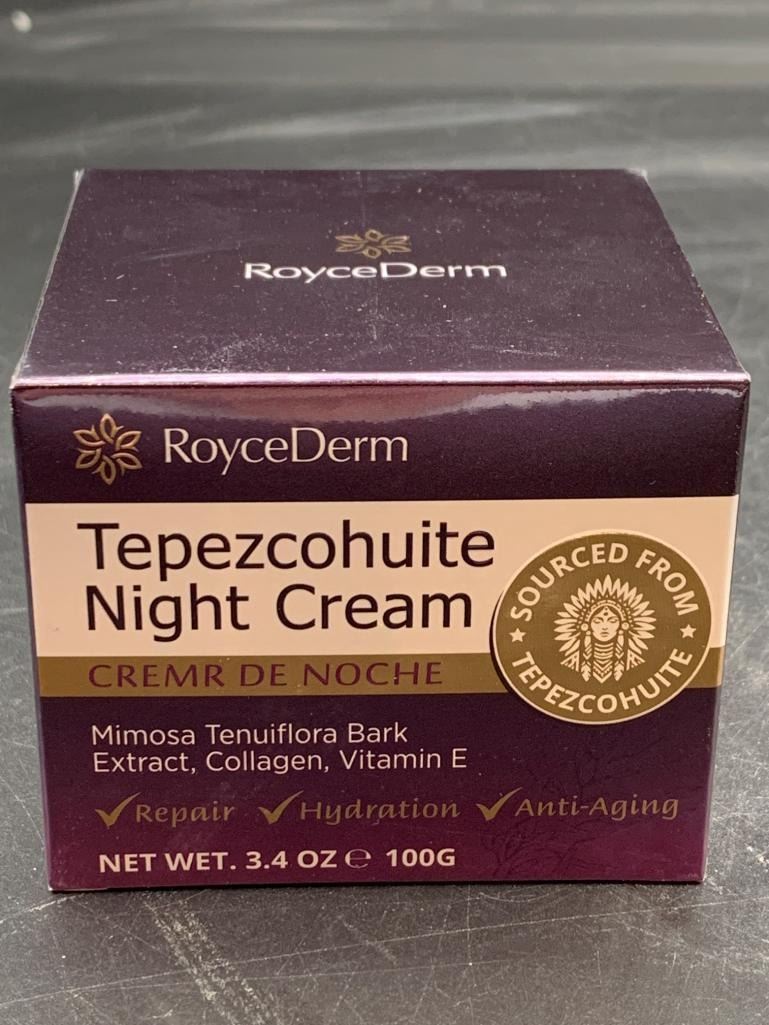 RoyceDerm
RoyceDerm
Tepezcohuite
Night Cream
CREMR DE NOCHE
★ SOURCED FROM ★
TEPEZCOHUITE
Mimosa Tenuiflora Bark
Extract, Collagen, Vitamin E
✓Repair ✓Hydration ✓Anti-Aging
NET WET. 3.4 OZ ℮ 100G